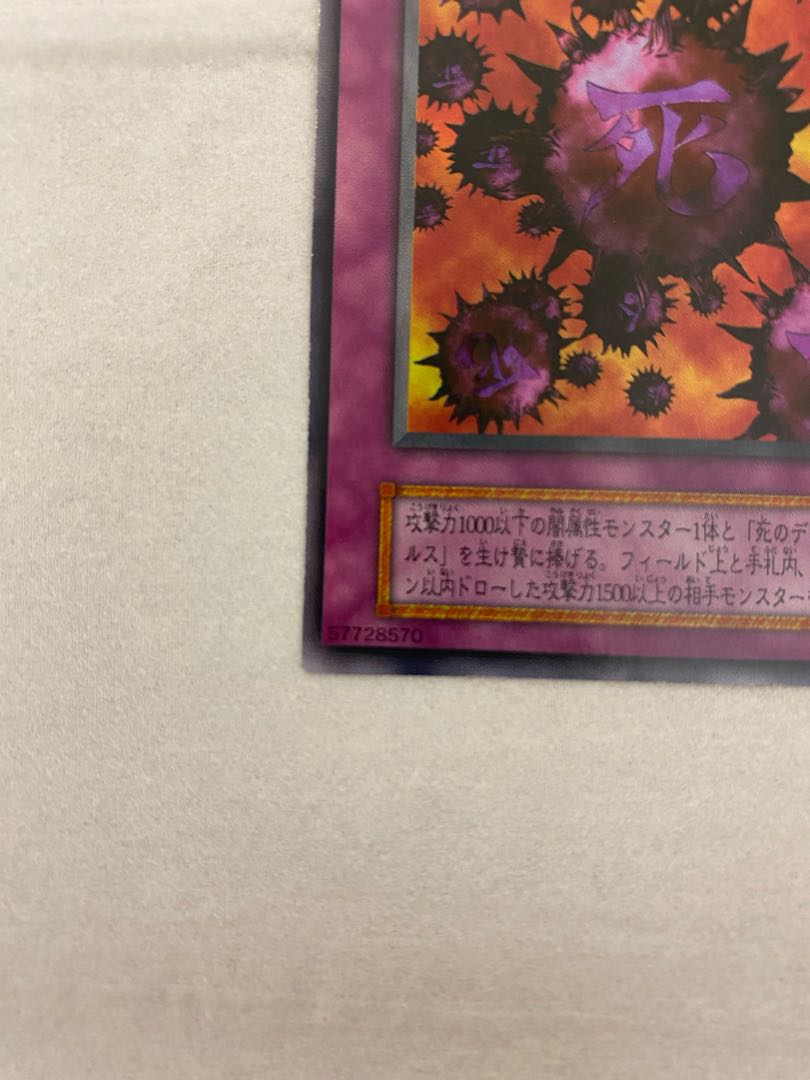 死
攻撃力1000以下の闇属性モンスター1体と「死のデ
ルス」を生け贄に捧げる。フィールド上と手札内、
ン以内ドローした攻撃力1500以上の相手モンスター
57728570